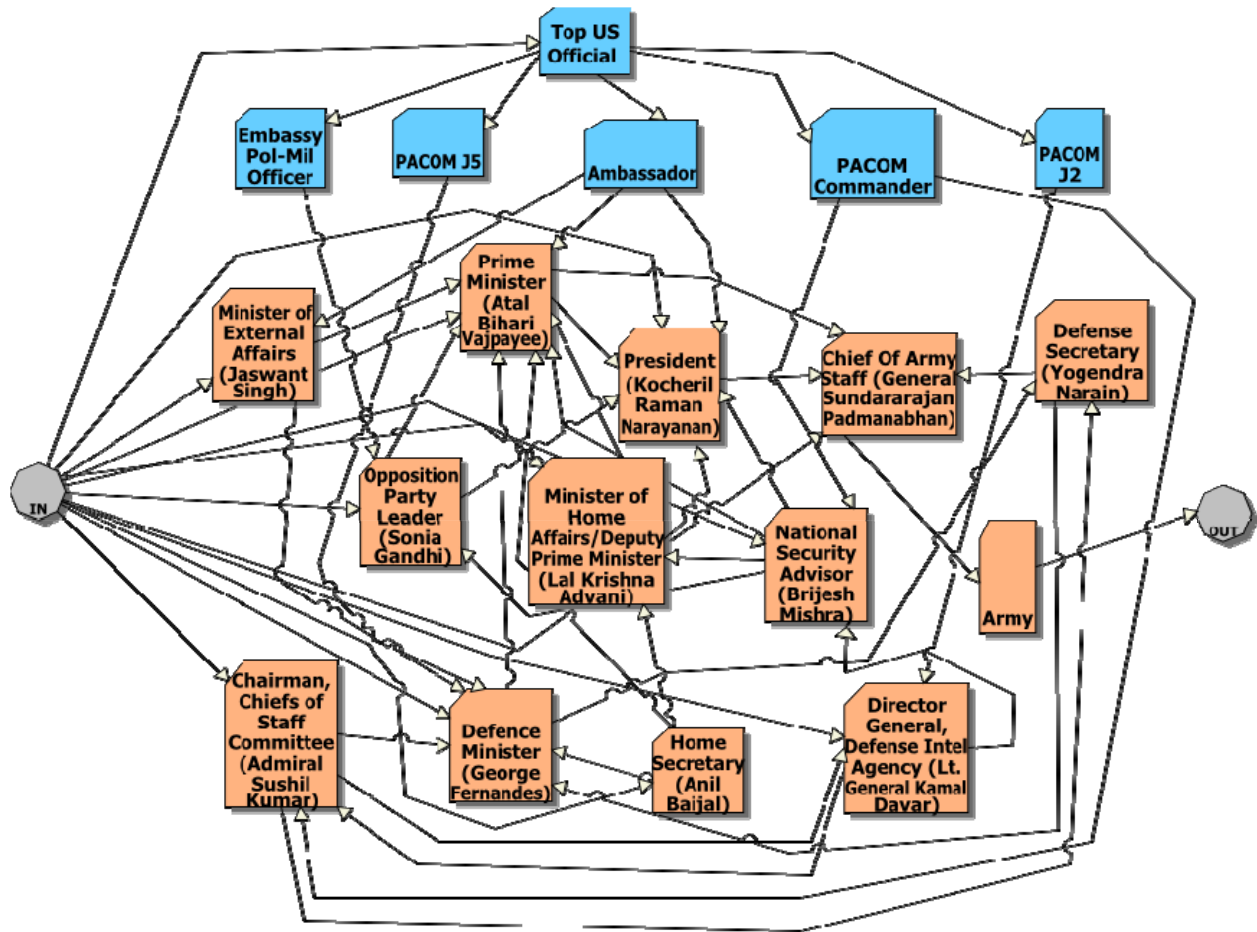 Top US
Official
Embassy
Pol-Mil
Officer
PACOM J5
Ambassador
PACOM
Commander
PACOM
J2
Prime
Minister
(Atal
Bihari
Vajpayee)
Minister of
External
Affairs
(Jaswant
Singh)
President
(Kocheril
Raman
Narayanan)
Chief Of Army
Staff (General
Sundararajan
Padmanabhan)
Defense
Secretary
(Yogendra
Narain)
IN
Opposition
Party
Leader
(Sonia
Gandhi)
Minister of
Home
Affairs/Deputy
Prime Minister
(Lal Krishna
Advani)
National
Security
Advisor
(Brijesh
Mishra)
Army
OUT
Chairman,
Chiefs of
Staff
Committee
(Admiral
Sushil
Kumar)
Defence
Minister
(George
Fernandes)
Home
Secretary
(Anil
Baijal)
Director
General,
Defense Intel
Agency (Lt.
General Kamal
Davar)